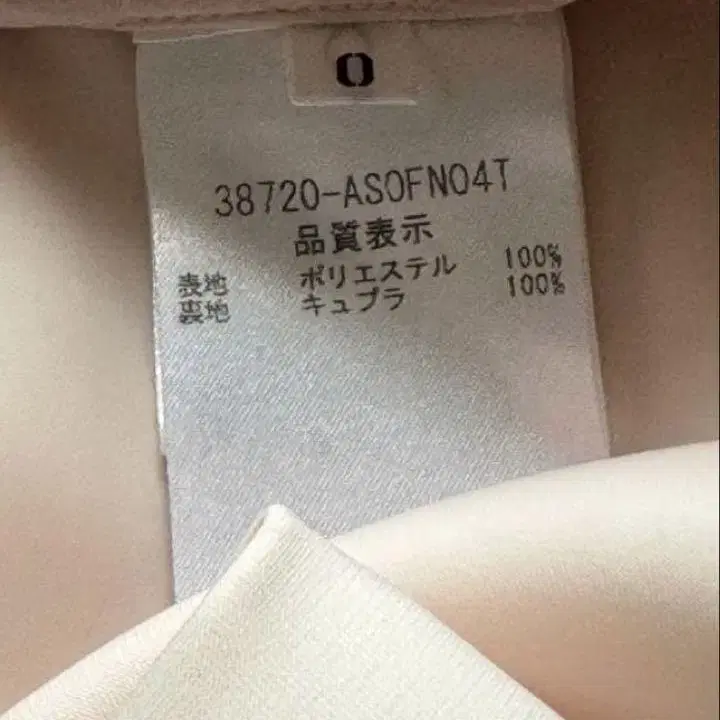 0
38720-ASOFNO4T
品質表示
表地 ポリエステル 100%
裏地 キュプラ 100%